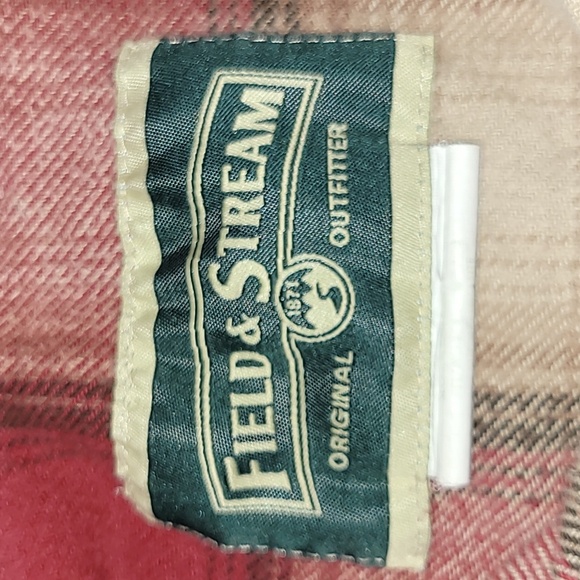 FIELD & STREAM
1871
ORIGINAL OUTFITTER